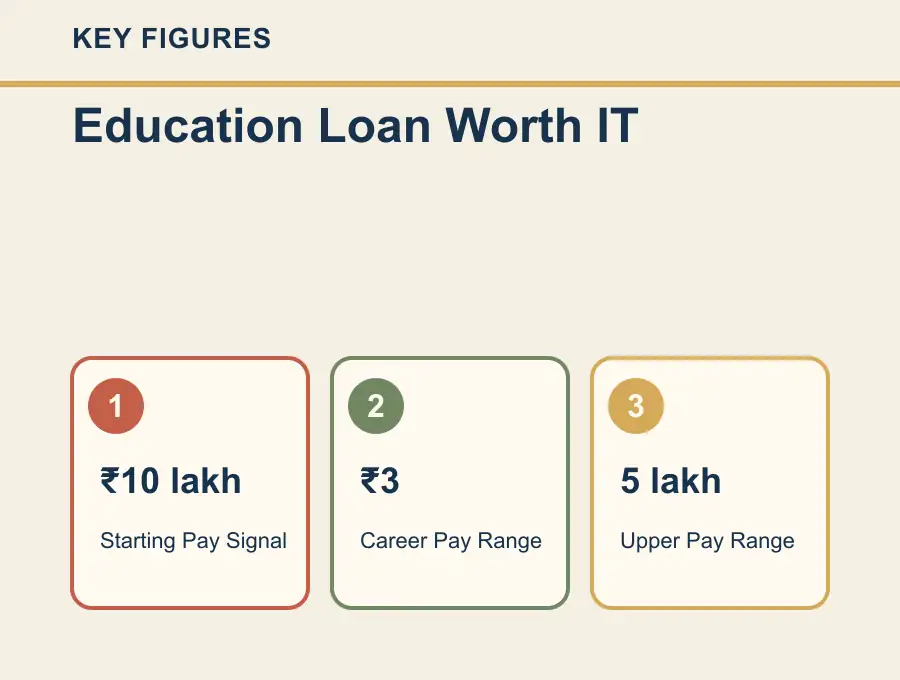 KEY FIGURES
Education Loan Worth IT
1
₹10 lakh
Starting Pay Signal
2
₹3
Career Pay Range
3
5 lakh
Upper Pay Range